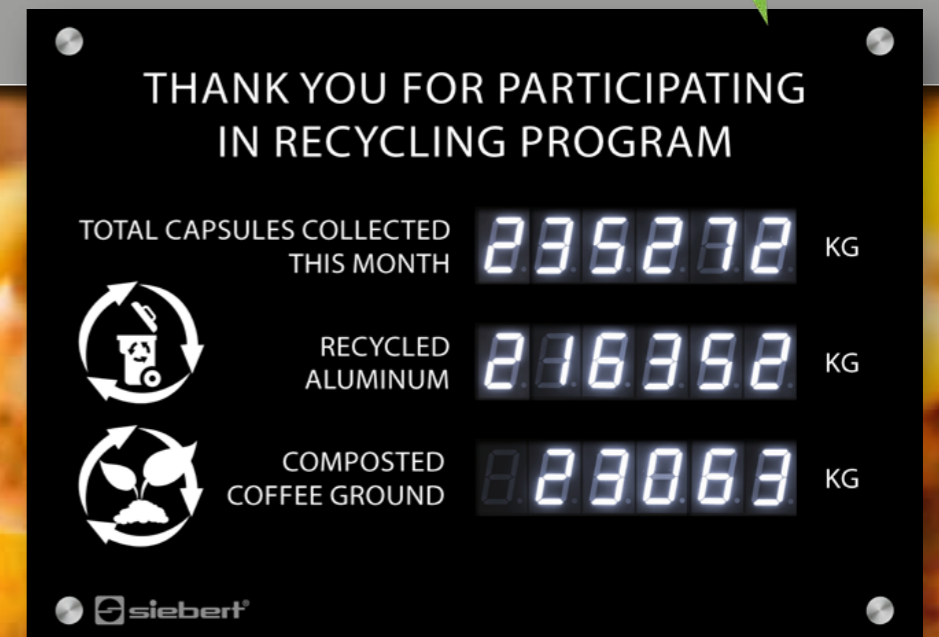 THANK YOU FOR PARTICIPATING
IN RECYCLING PROGRAM
TOTAL CAPSULES COLLECTED
THIS MONTH
235272 KG
RECYCLED
ALUMINUM
216352 KG
COMPOSTED
COFFEE GROUND
23063 KG
siebert